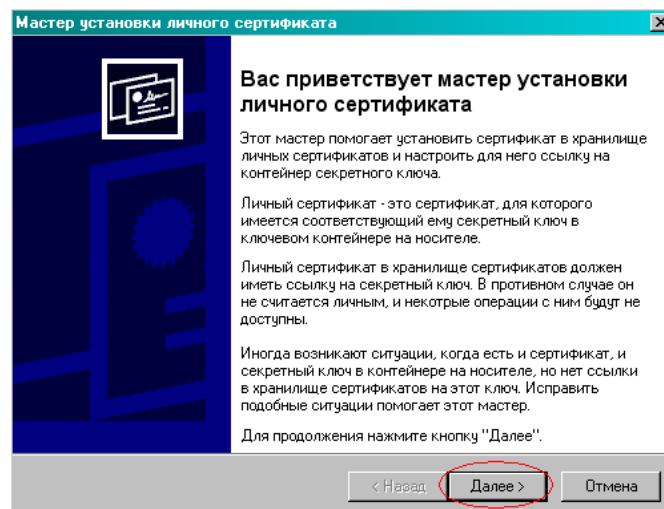 Мастер установки личного сертификата
Вас приветствует мастер установки
личного сертификата
Этот мастер помогает установить сертификат в хранилище
личных сертификатов и настроить для него ссылку на
контейнер секретного ключа.
Личный сертификат - это сертификат, для которого
имеется соответствующий ему секретный ключ в
ключевом контейнере на носителе.
Личный сертификат в хранилище сертификатов должен
иметь ссылку на секретный ключ. В противном случае он
не считается личным, и некотрые операции с ним будут не
доступны.
Иногда возникают ситуации, когда есть и сертификат, и
секретный ключ в контейнере на носителе, но нет ссылки
в хранилище сертификатов на этот ключ. Исправить
подобные ситуации помогает этот мастер.
Для продолжения нажмите кнопку "Далее".
< Назад Далее > Отмена